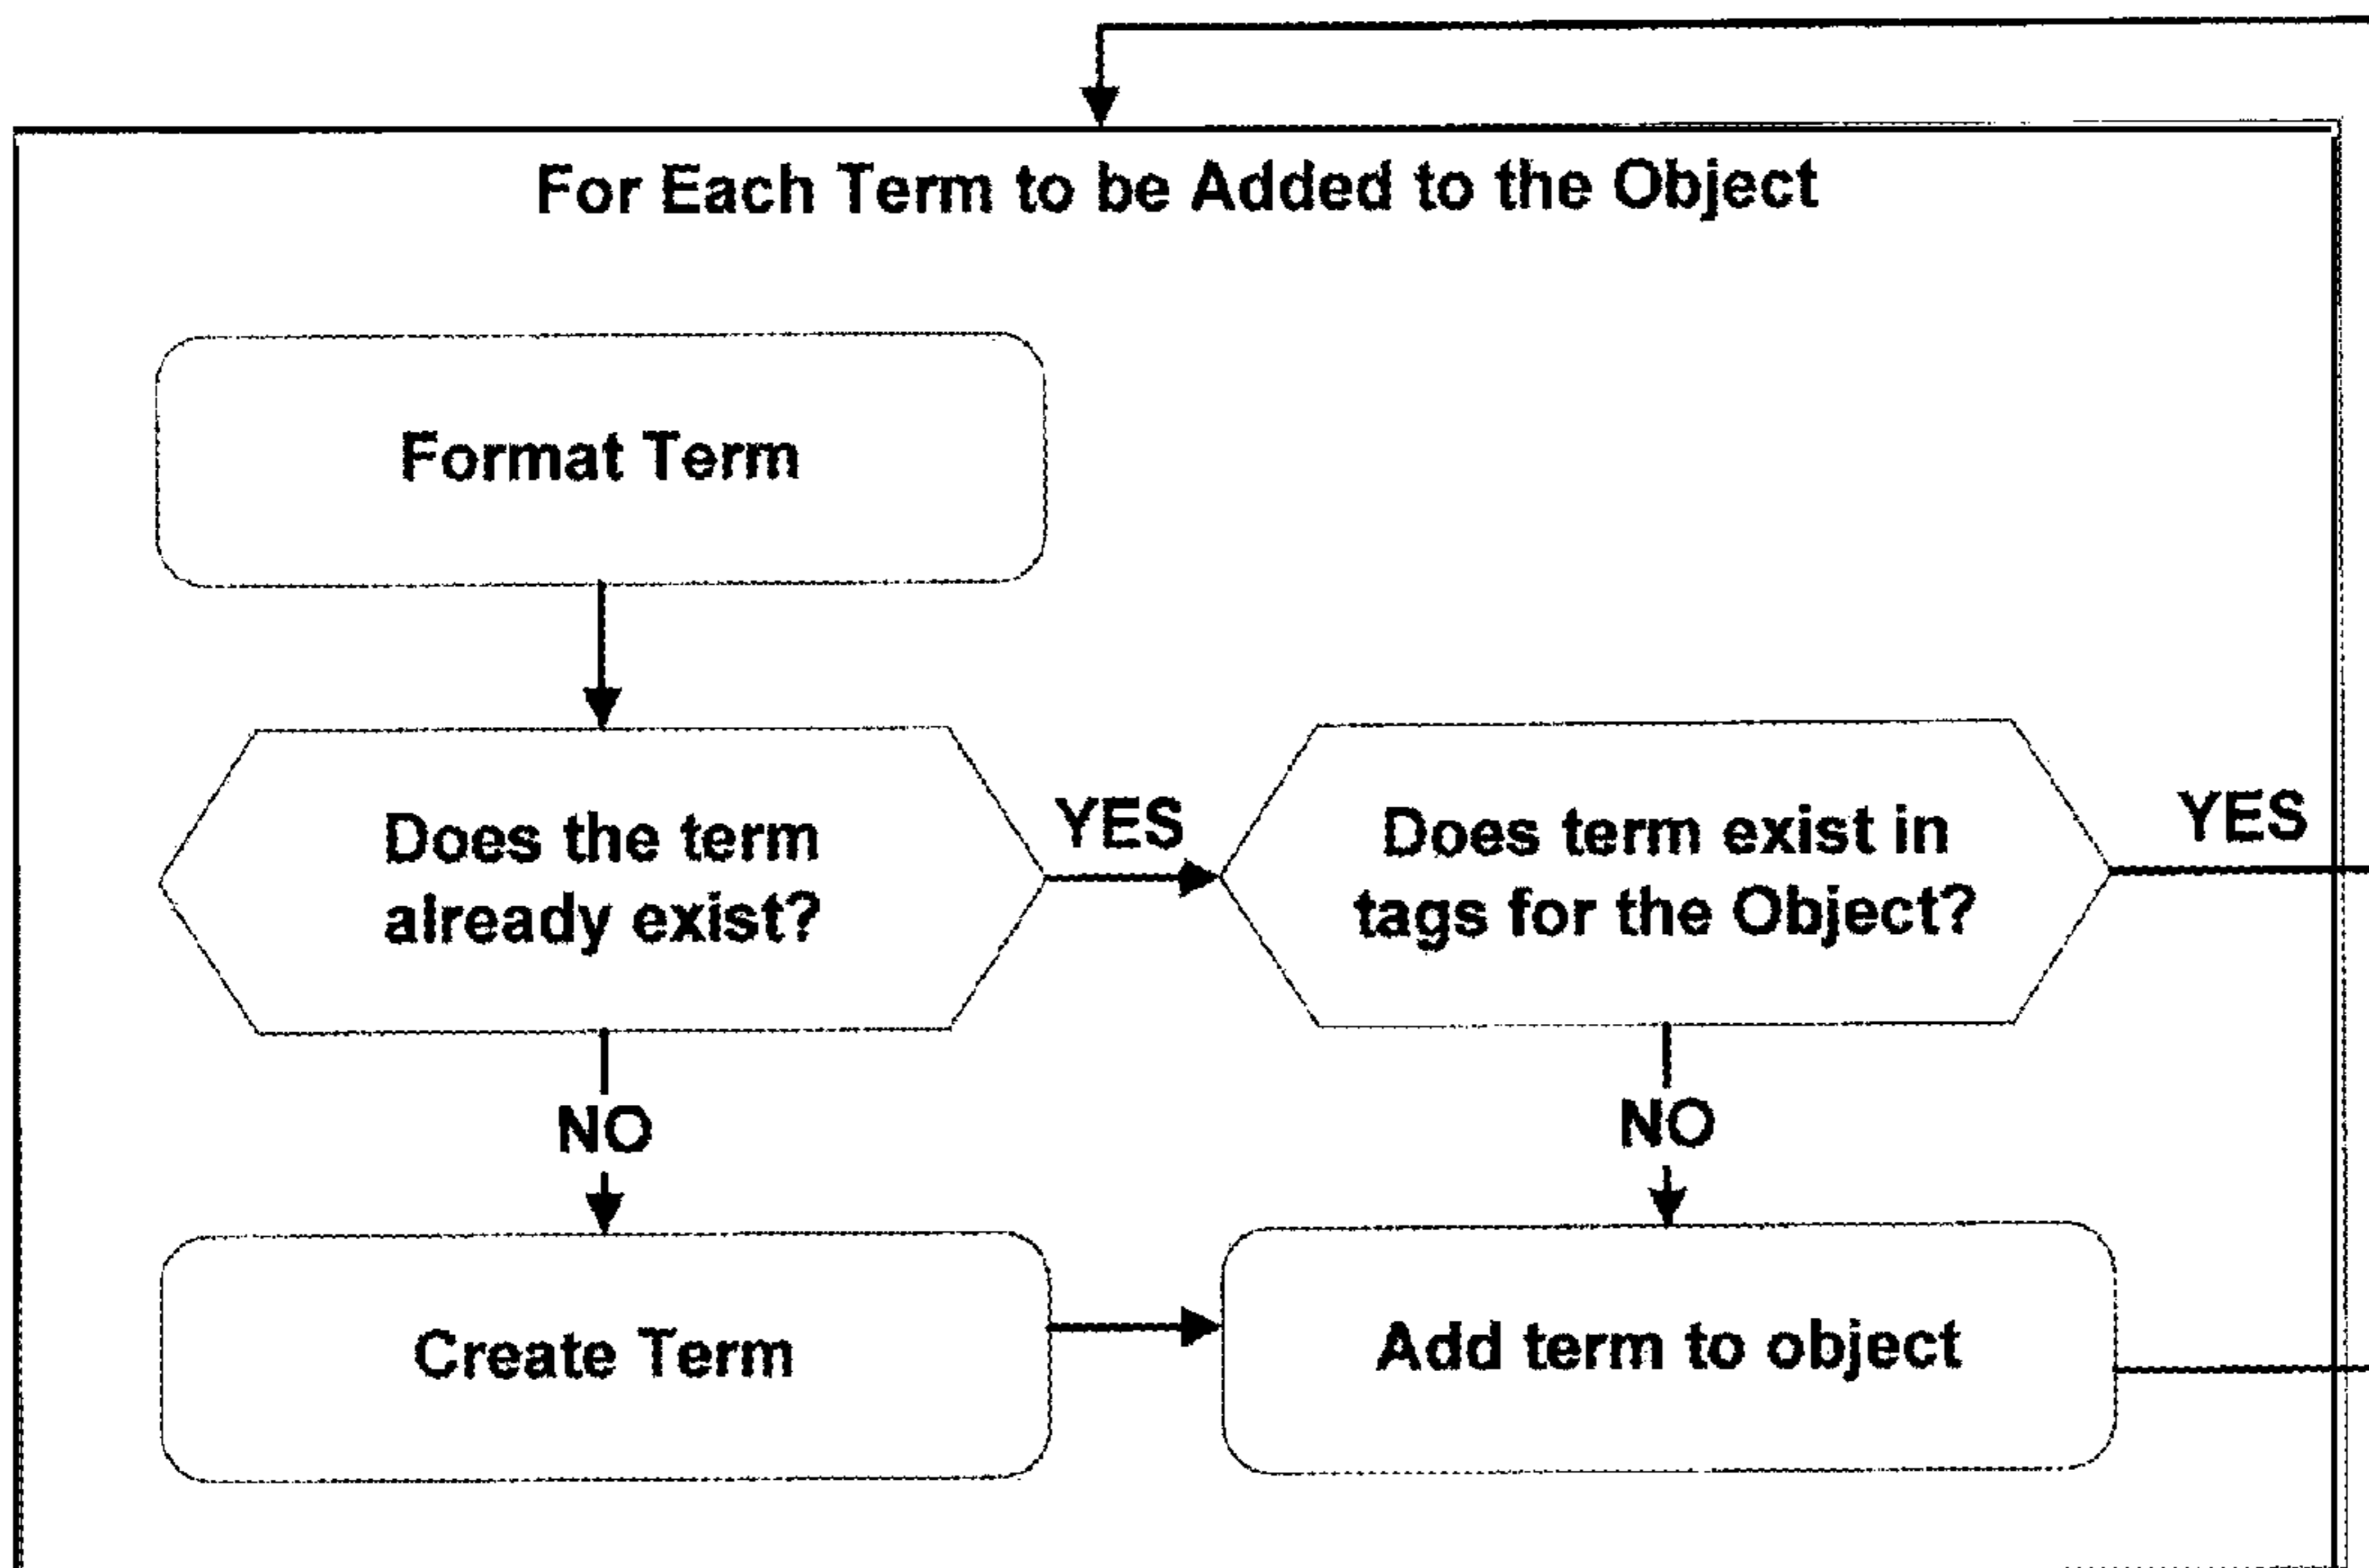 For Each Term to be Added to the Object
Format Term
Does the term
already exist?
YES
Does term exist in
tags for the Object?
YES
NO
NO
Create Term
Add term to object